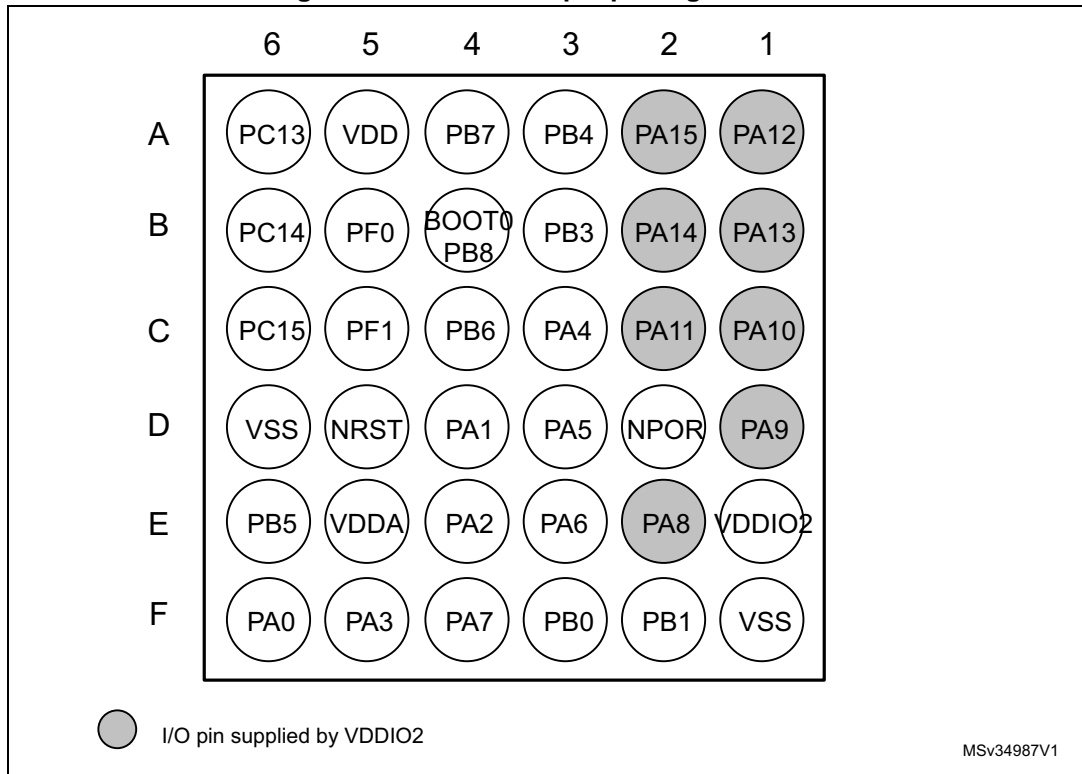 6 5 4 3 2 1
A PC13 VDD PB7 PB4 PA15 PA12
B PC14 PF0 BOOT0 PB8 PB3 PA14 PA13
C PC15 PF1 PB6 PA4 PA11 PA10
D VSS NRST PA1 PA5 NPOR PA9
E PB5 VDDA PA2 PA6 PA8 VDDIO2
F PA0 PA3 PA7 PB0 PB1 VSS
I/O pin supplied by VDDIO2
MSv34987V1